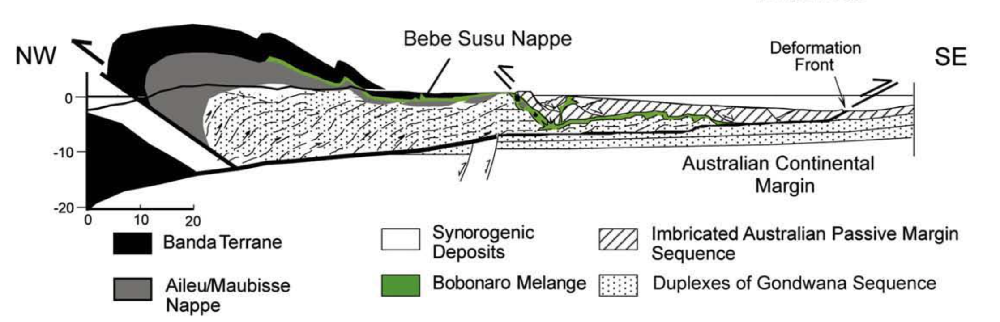 Bebe Susu Nappe
Deformation
Front
NW
SE
0
-10
-20
0 10 20
Australian Continental
Margin
Banda Terrane
Aileu/Maubisse
Nappe
Synorogenic
Deposits
Bobonaro Melange
Imbricated Australian Passive Margin
Sequence
Duplexes of Gondwana Sequence